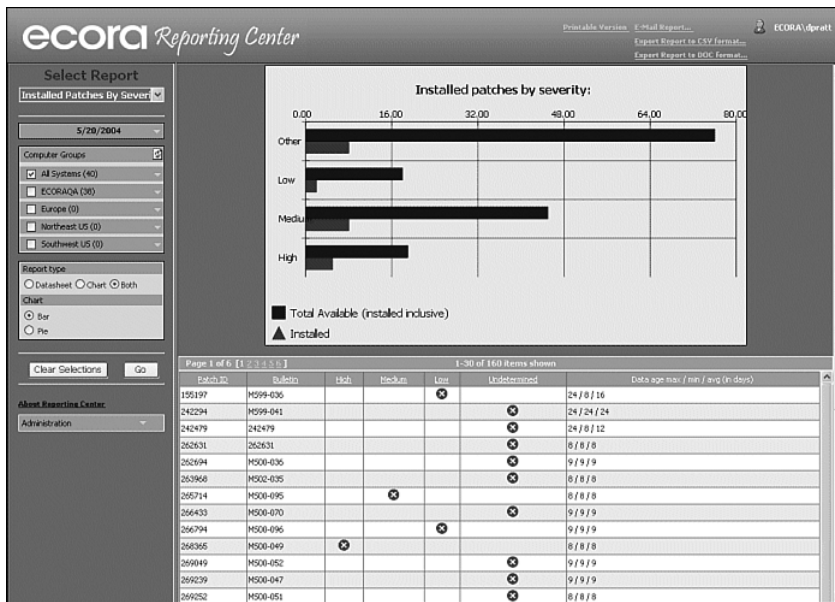 ecora Reporting Center
Printable Version E-Mail Report...
Export Report to CSV format...
Export Report to DOC format...
ECORA\dpratt
Select Report
Installed Patches By Severi
5/20/2004
Computer Groups
All Systems (40)
ECORAQA (38)
Europe (0)
Northeast US (0)
Southwest US (0)
Report type
Datasheet Chart Both
Chart
Bar
Pie
Clear Selections Go
About Reporting Center
Administration
Installed patches by severity:
0.00 16.00 32.00 48.00 64.00 80.00
Other
Low
Medium
High
Total Available (installed inclusive)
Installed
Page 1 of 6 [1 2 3 4 5 6] 1-30 of 160 items shown
Patch ID Bulletin High Medium Low Undetermined Data age max / min / avg (in days)
155197 MS99-036 24 / 8 / 16
242294 MS99-041 24 / 24 / 24
242479 242479 24 / 8 / 12
262631 262631 8 / 8 / 8
262694 MS00-036 9 / 9 / 9
263968 MS02-035 8 / 8 / 8
265714 MS00-095 8 / 8 / 8
266433 MS00-070 9 / 9 / 9
266794 MS00-096 9 / 9 / 9
268365 MS00-049 8 / 8 / 8
269049 MS00-052 9 / 9 / 9
269239 MS00-047 9 / 9 / 9
269252 MS00-051 8 / 8 / 8